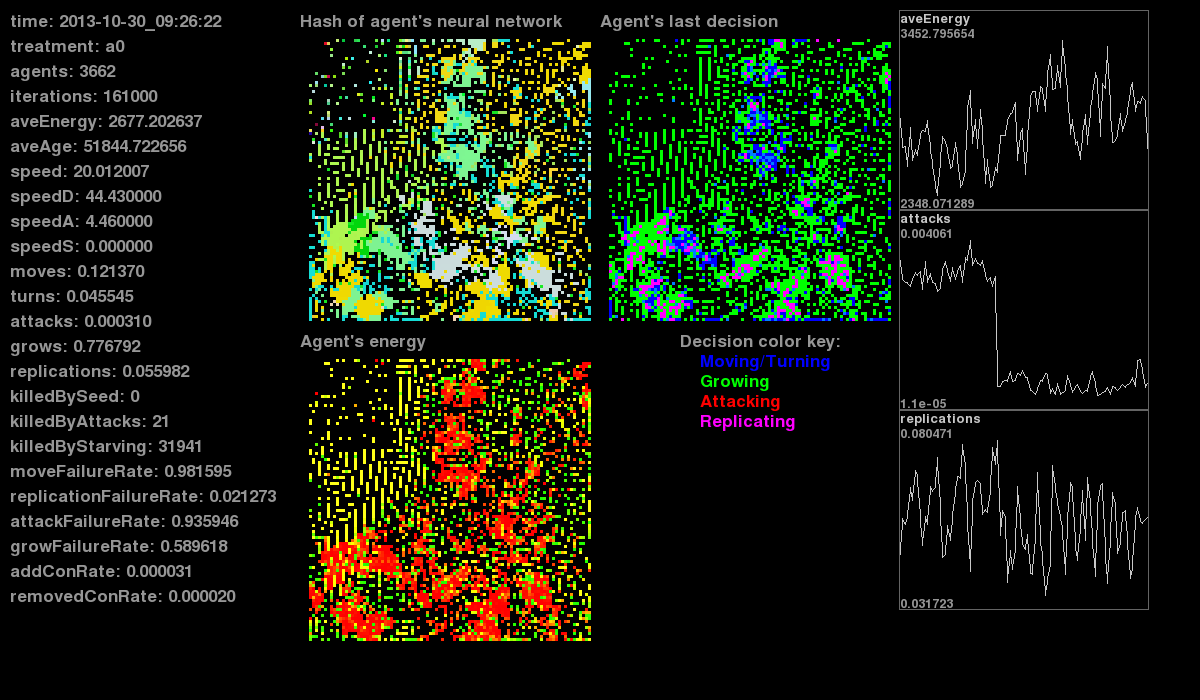 time: 2013-10-30_09:26:22
treatment: a0
agents: 3662
iterations: 161000
aveEnergy: 2677.202637
aveAge: 51844.722656
speed: 20.012007
speedD: 44.430000
speedA: 4.460000
speedS: 0.000000
moves: 0.121370
turns: 0.045545
attacks: 0.000310
grows: 0.776792
replications: 0.055982
killedBySeed: 0
killedByAttacks: 21
killedByStarving: 31941
moveFailureRate: 0.981595
replicationFailureRate: 0.021273
attackFailureRate: 0.935946
growFailureRate: 0.589618
addConRate: 0.000031
removedConRate: 0.000020
Hash of agent's neural network
Agent's last decision
Agent's energy
Decision color key:
Moving/Turning
Growing
Attacking
Replicating
aveEnergy
3452.795654
2348.071289
attacks
0.004061
1.1e-05
replications
0.080471
0.031723